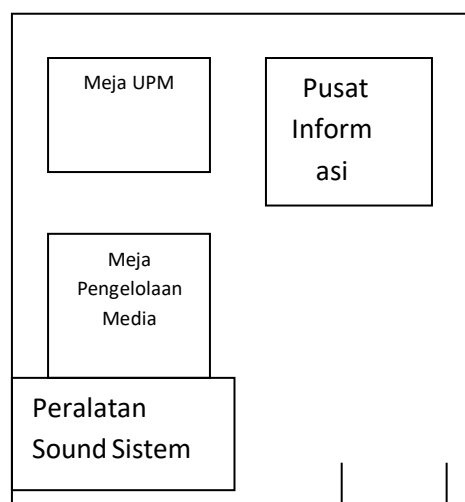 Meja UPM
Pusat
Inform
asi
Meja
Pengelolaan
Media
Peralatan
Sound Sistem